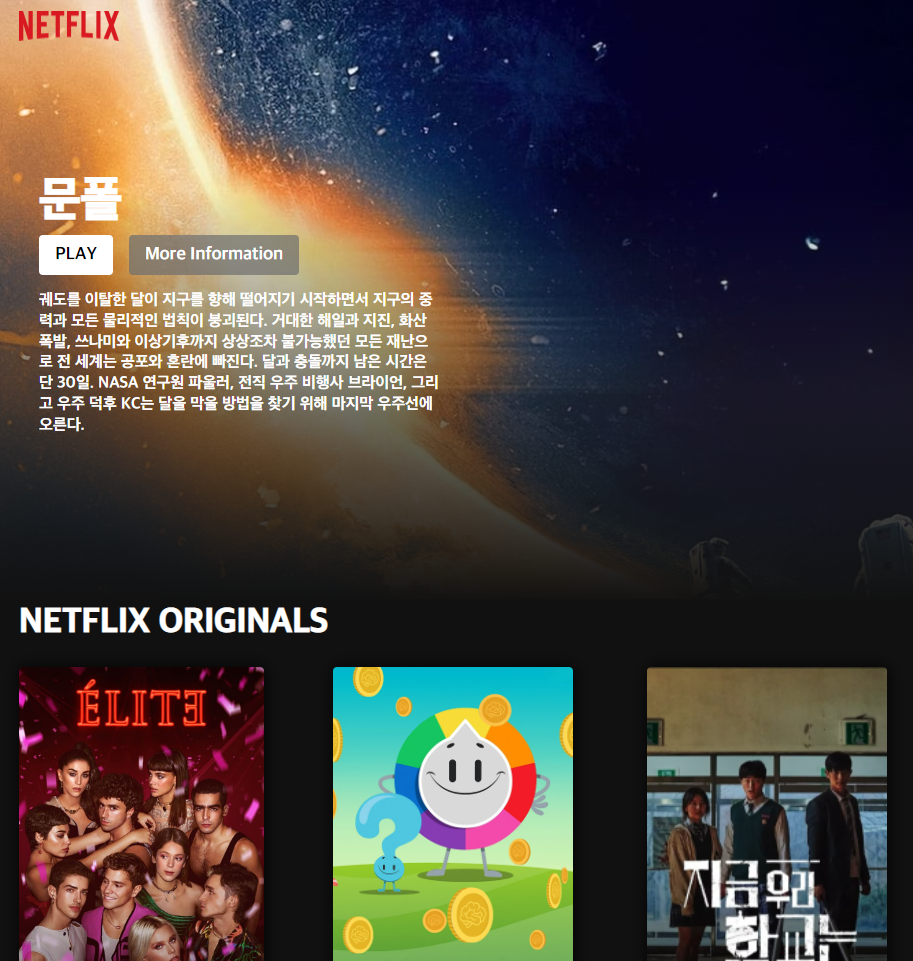 NETFLIX
문폴
PLAY
More Information
궤도를 이탈한 달이 지구를 향해 떨어지기 시작하면서 지구의 중
력과 모든 물리적인 법칙이 붕괴된다. 거대한 해일과 지진, 화산
폭발, 쓰나미와 이상기후까지 상상조차 불가능했던 모든 재난으
로 전 세계는 공포와 혼란에 빠진다. 달과 충돌까지 남은 시간은
단 30일. NASA 연구원 파울러, 전직 우주 비행사 브라이언, 그리
고 우주 덕후 KC는 달을 막을 방법을 찾기 위해 마지막 우주선에
오른다.
NETFLIX ORIGINALS
ÉLITE
지금 우리
학교는